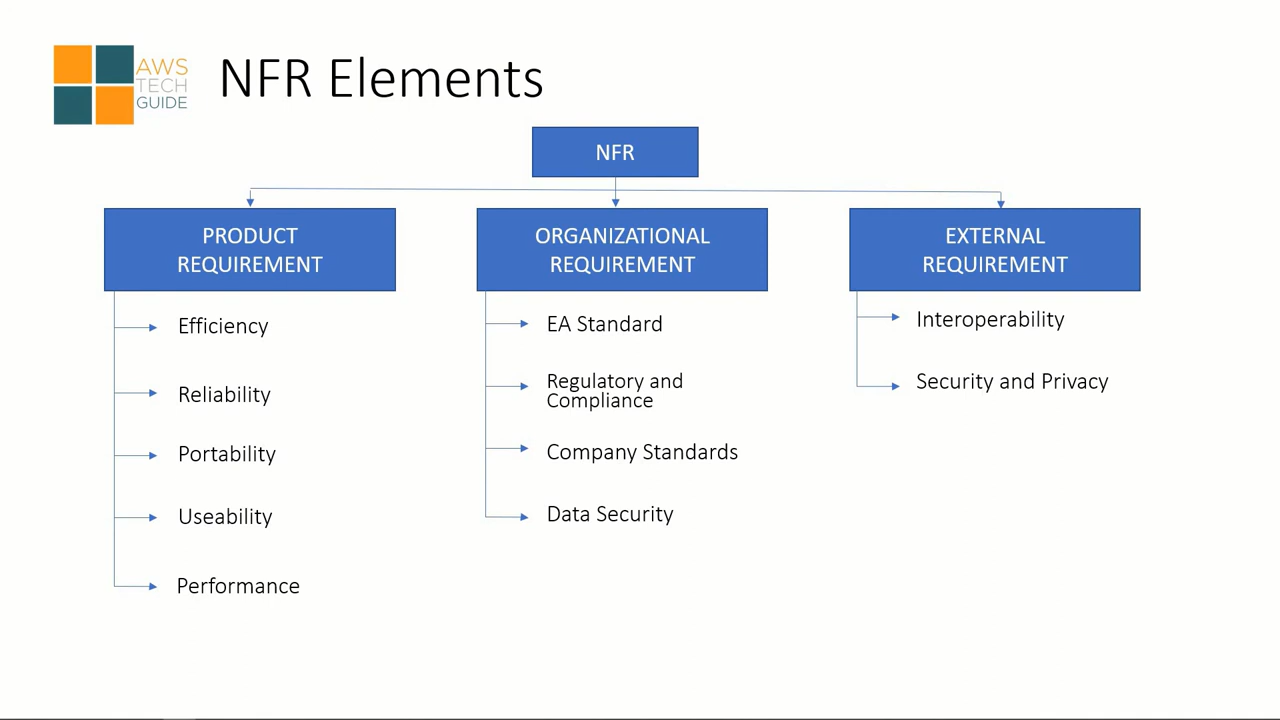 AWS
TECH
GUIDE
NFR Elements
NFR
PRODUCT
REQUIREMENT
Efficiency
Reliability
Portability
Useability
Performance
ORGANIZATIONAL
REQUIREMENT
EA Standard
Regulatory and
Compliance
Company Standards
Data Security
EXTERNAL
REQUIREMENT
Interoperability
Security and Privacy